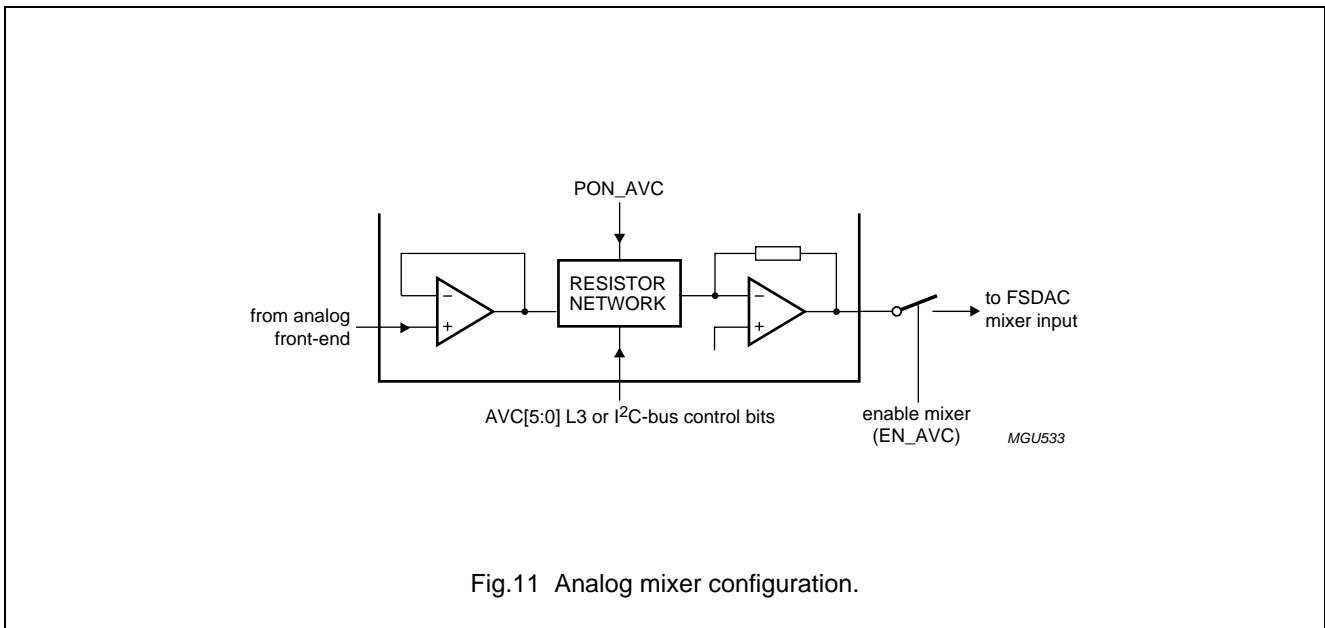 PON_AVC
RESISTOR
NETWORK
−
+
−
+
from analog
front-end
to FSDAC
mixer input
AVC[5:0] L3 or I²C-bus control bits
enable mixer
(EN_AVC)
MGU533
Fig.11 Analog mixer configuration.